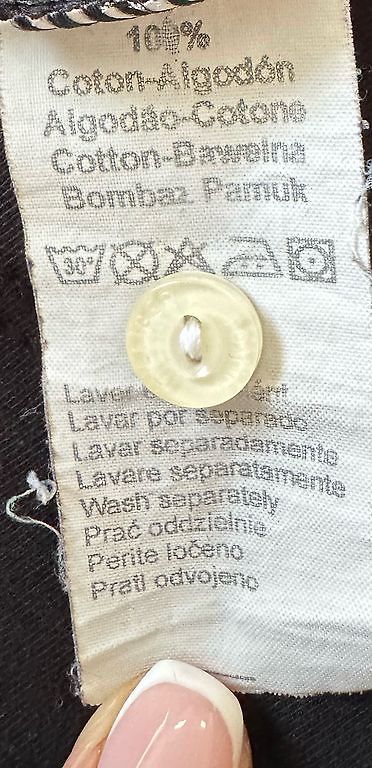 100%
Coton-Algodón
Algodão-Cotone
Cotton-Bawełna
Bombaz Pamuk
30°
Laver
Lavar por separado
Lavar separadamente
Lavare separatamente
Wash separately
Prać oddzielnie
Perite ločeno
Prati odvojeno